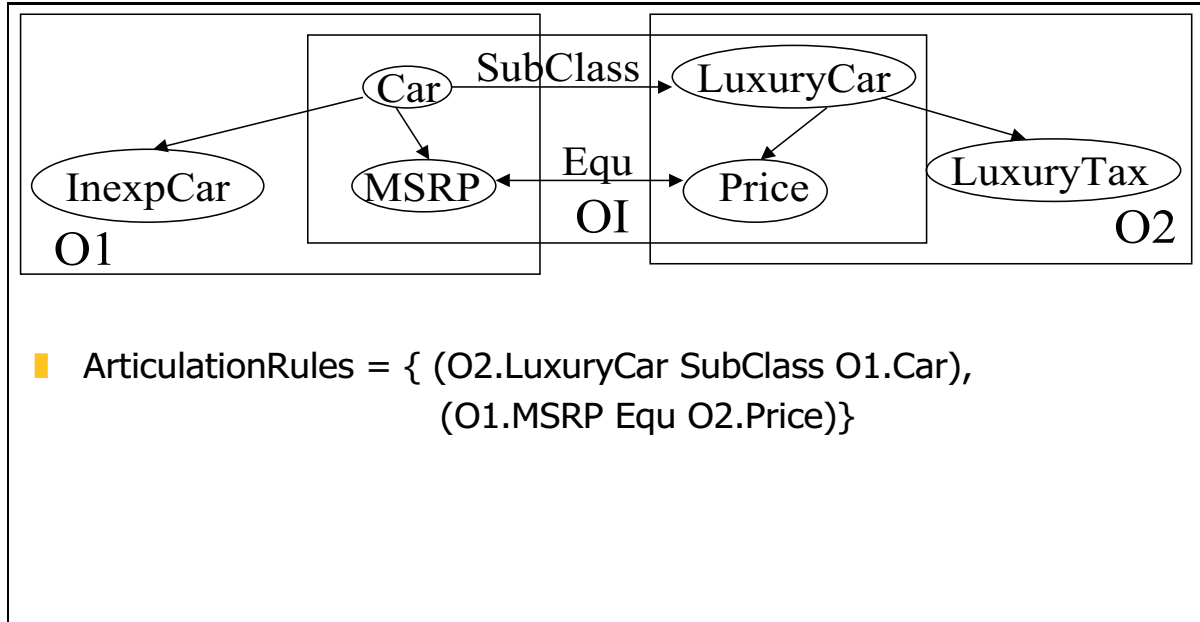 SubClass
Car
LuxuryCar
InexpCar
MSRP
Equ
Price
LuxuryTax
O1
OI
O2
ArticulationRules = { (O2.LuxuryCar SubClass O1.Car),
(O1.MSRP Equ O2.Price)}